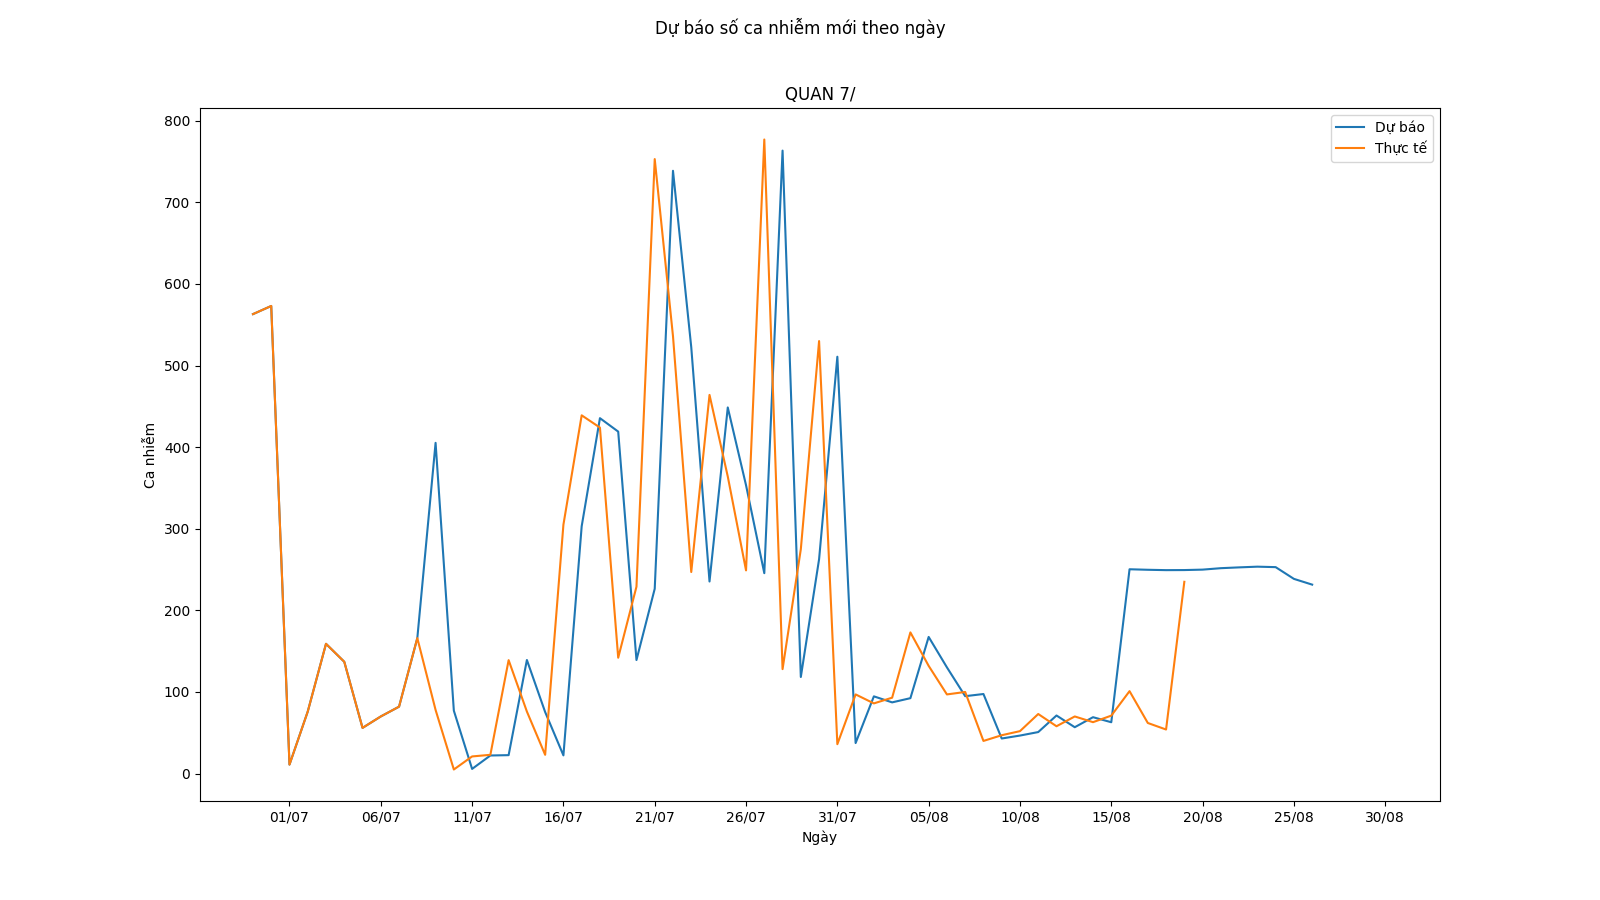 Dự báo số ca nhiễm mới theo ngày
QUAN 7/
Dự báo
Thực tế
800
700
600
500
400
300
200
100
0
Ca nhiễm
01/07 06/07 11/07 16/07 21/07 26/07 31/07 05/08 10/08 15/08 20/08 25/08 30/08
Ngày